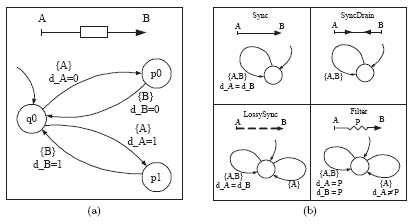 A B
{A}
d_A=0
p0
{B}
d_B=0
q0
{A}
d_A=1
{B}
d_B=1
p1
(a)
Sync
A B
{A,B}
d_A = d_B
SyncDrain
A B
{A,B}
LossySync
A B
{A,B}
d_A = d_B
{A}
Filter
A P B
{A,B}
d_A = P
d_B = P
{A}
d_A≠P
(b)